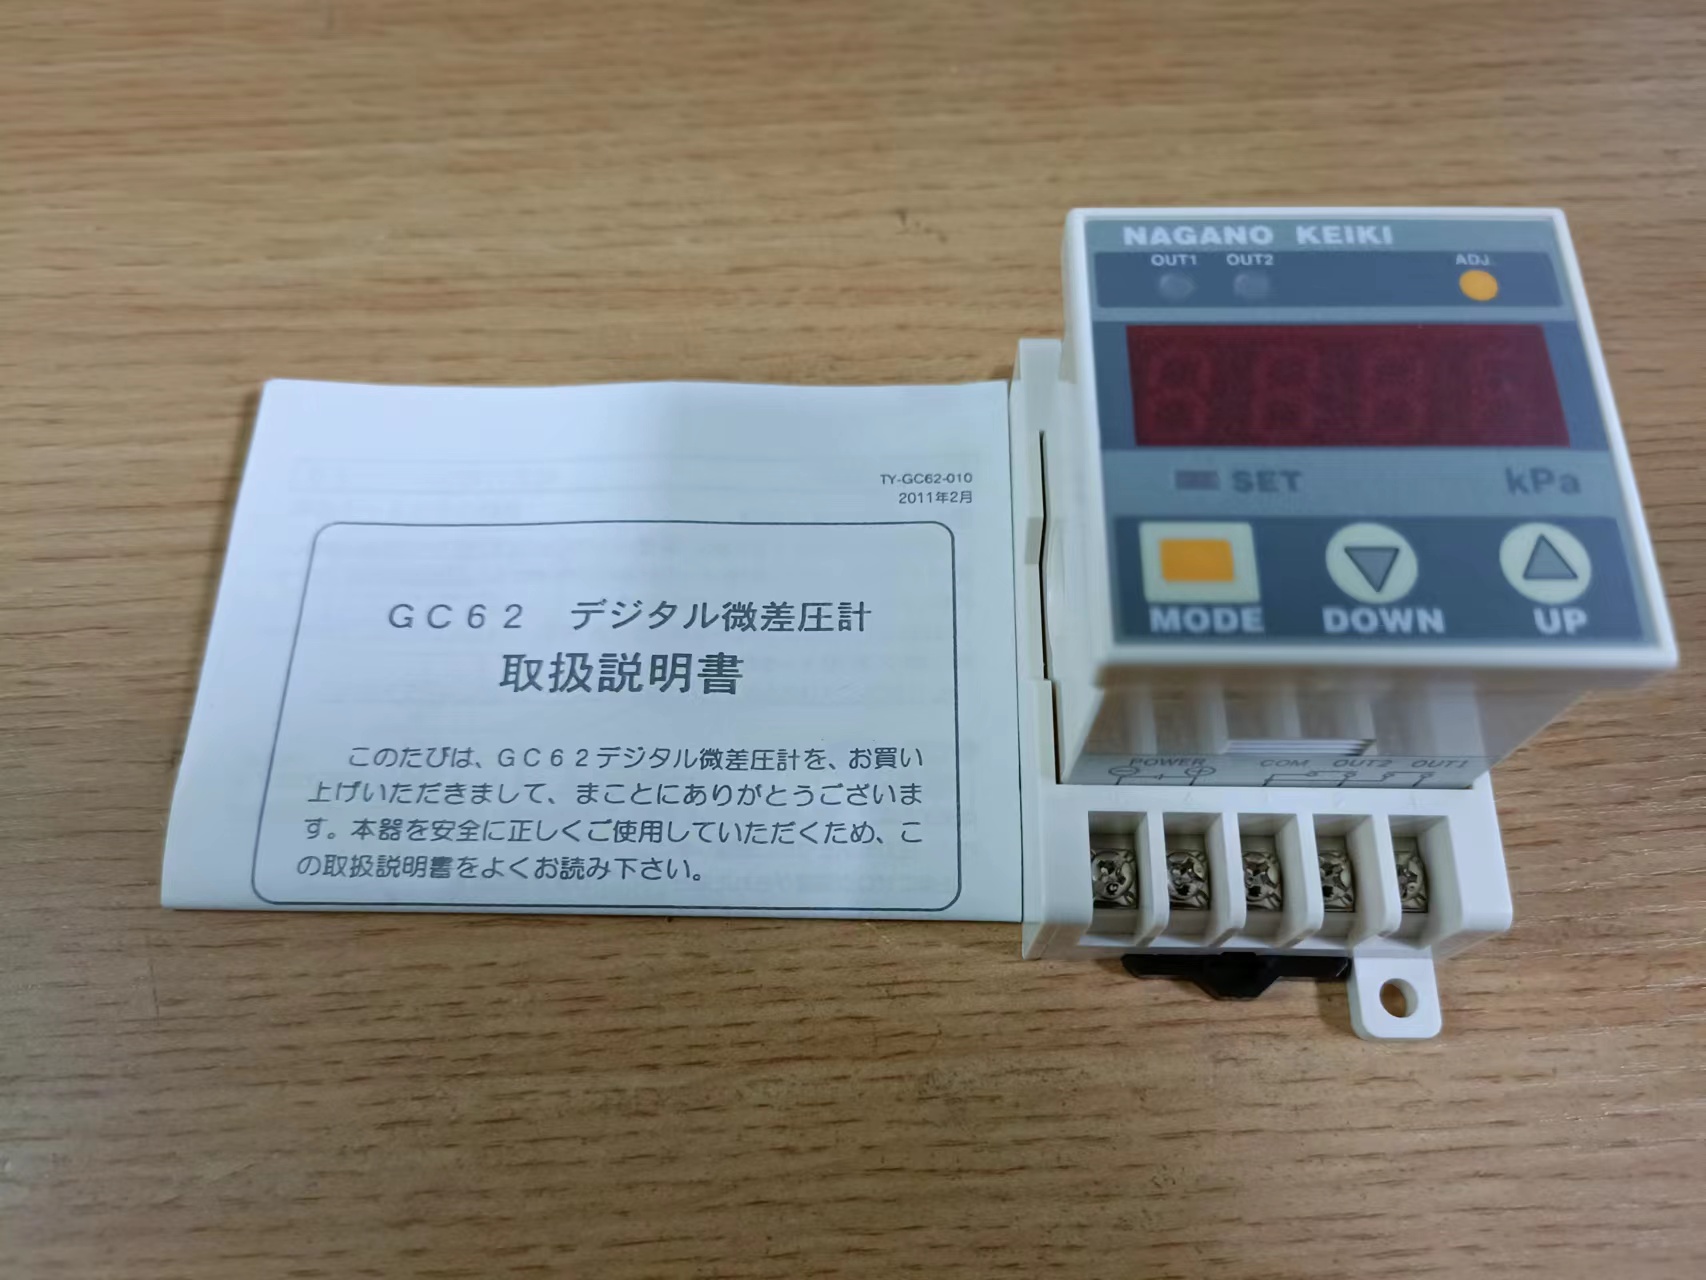 TY-GC62-010
2011年2月
GC62 デジタル微差圧計
取扱説明書
このたびは、GC62デジタル微差圧計を、お買い
上げいただきまして、まことにありがとうございま
す。本器を安全に正しくご使用していただくため、こ
の取扱説明書をよくお読み下さい。
NAGANO KEIKI
OUT1 OUT2 ADJ.
SET kPa
MODE DOWN UP
POWER COM OUT2 OUT1